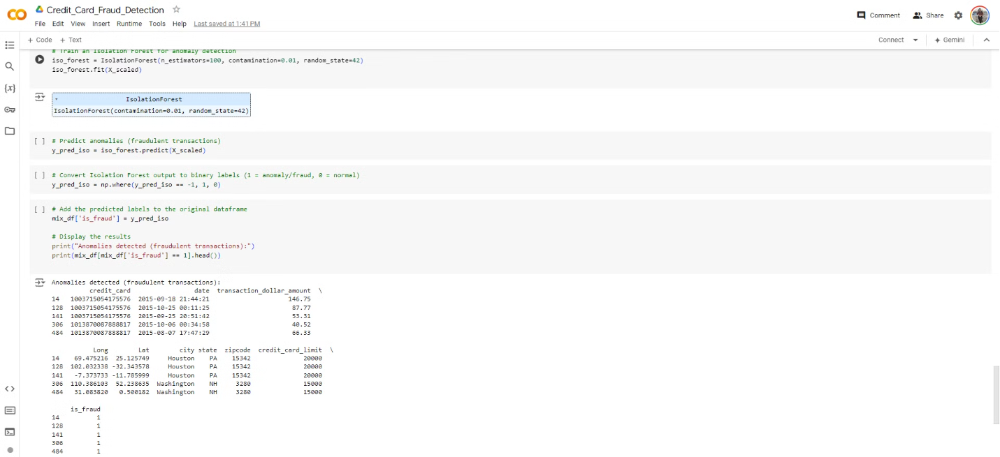 Credit_Card_Fraud_Detection
File Edit View Insert Runtime Tools Help Last saved at 1:41 PM
Comment Share
+ Code + Text
Connect Gemini
# Train an Isolation Forest for anomaly detection
iso_forest = IsolationForest(n_estimators=100, contamination=0.01, random_state=42)
iso_forest.fit(X_scaled)
IsolationForest
IsolationForest(contamination=0.01, random_state=42)
[ ] # Predict anomalies (fraudulent transactions)
y_pred_iso = iso_forest.predict(X_scaled)
[ ] # Convert Isolation Forest output to binary labels (1 = anomaly/fraud, 0 = normal)
y_pred_iso = np.where(y_pred_iso == -1, 1, 0)
[ ] # Add the predicted labels to the original dataframe
mix_df['is_fraud'] = y_pred_iso
# Display the results
print("Anomalies detected (fraudulent transactions):")
print(mix_df[mix_df['is_fraud'] == 1].head())
Anomalies detected (fraudulent transactions):
credit_card date transaction_dollar_amount \
14 1003715054175576 2015-09-18 21:44:21 146.75
128 1003715054175576 2015-10-25 00:11:25 87.77
141 1003715054175576 2015-09-25 20:51:42 53.31
306 1013870087888817 2015-10-06 00:34:58 40.52
484 1013870087888817 2015-08-07 17:47:29 66.33
Long Lat city state zipcode credit_card_limit \
14 69.475216 25.125749 Houston PA 15342 20000
128 102.032338 -32.343578 Houston PA 15342 20000
141 -7.373733 -11.785999 Houston PA 15342 20000
306 110.386103 52.238635 Washington NH 3280 15000
484 31.083820 0.500182 Washington NH 3280 15000
is_fraud
14 1
128 1
141 1
306 1
484 1